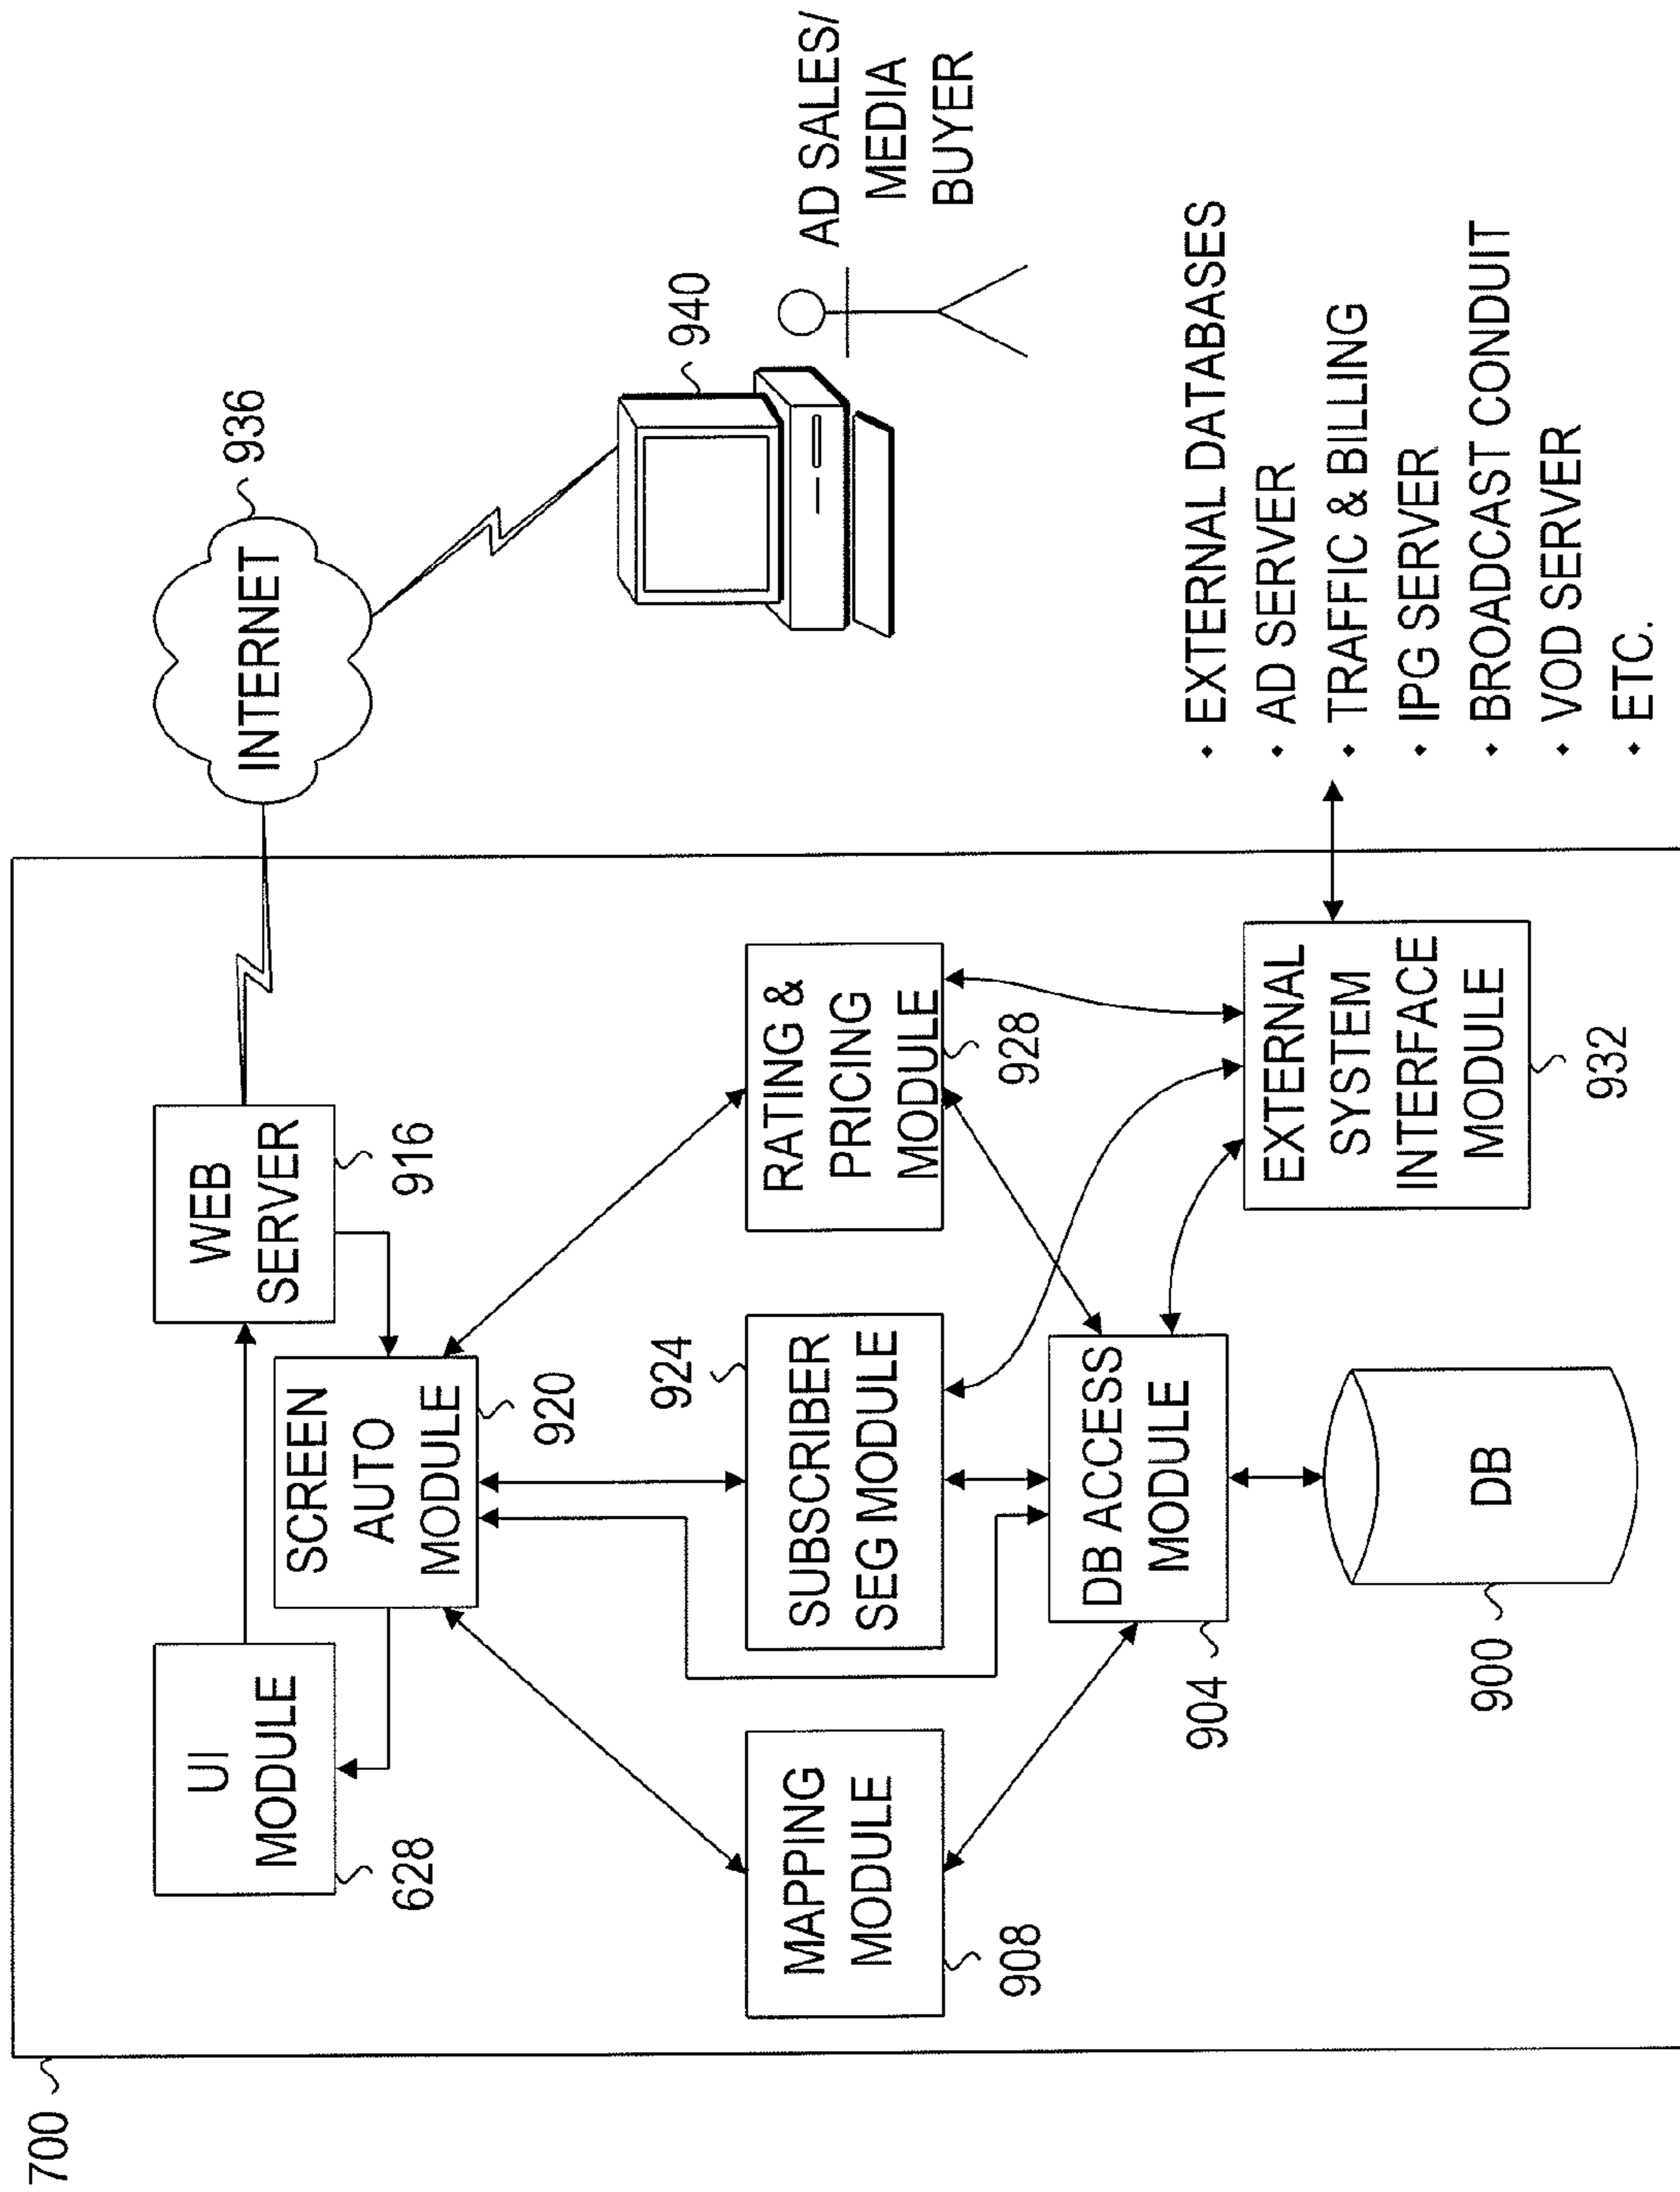 700
UI
MODULE
628
WEB
SERVER
916
INTERNET
936
SCREEN
AUTO
MODULE
920
940
AD SALES/
MEDIA
BUYER
MAPPING
MODULE
908
SUBSCRIBER
SEG MODULE
924
RATING &
PRICING
MODULE
928
DB ACCESS
MODULE
904
EXTERNAL
SYSTEM
INTERFACE
MODULE
932
DB
900
• EXTERNAL DATABASES
• AD SERVER
• TRAFFIC & BILLING
• IPG SERVER
• BROADCAST CONDUIT
• VOD SERVER
• ETC.